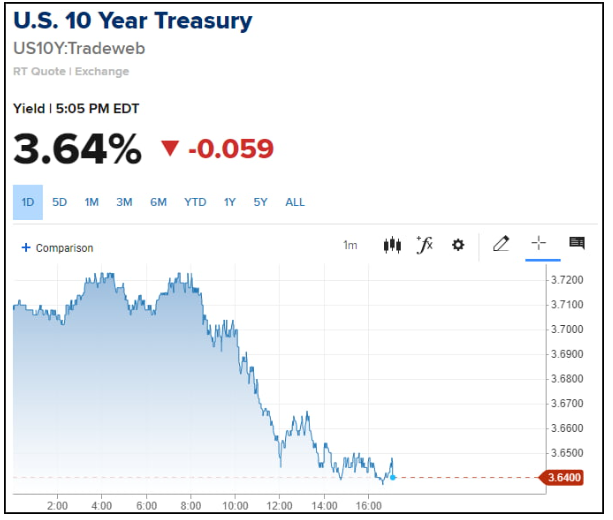 U.S. 10 Year Treasury
US10Y:Tradeweb
RT Quote | Exchange
Yield | 5:05 PM EDT
3.64% ▼ -0.059
1D 5D 1M 3M 6M YTD 1Y 5Y ALL
+ Comparison 1m +fx
3.7200
3.7100
3.7000
3.6900
3.6800
3.6700
3.6600
3.6500
3.6400
2:00 4:00 6:00 8:00 10:00 12:00 14:00 16:00